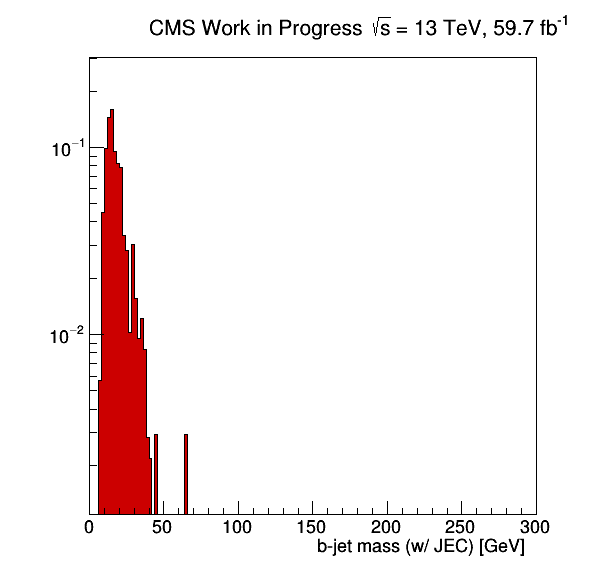 CMS Work in Progress √s = 13 TeV, 59.7 fb⁻¹
10⁻¹
10⁻²
0 50 100 150 200 250 300
b-jet mass (w/ JEC) [GeV]